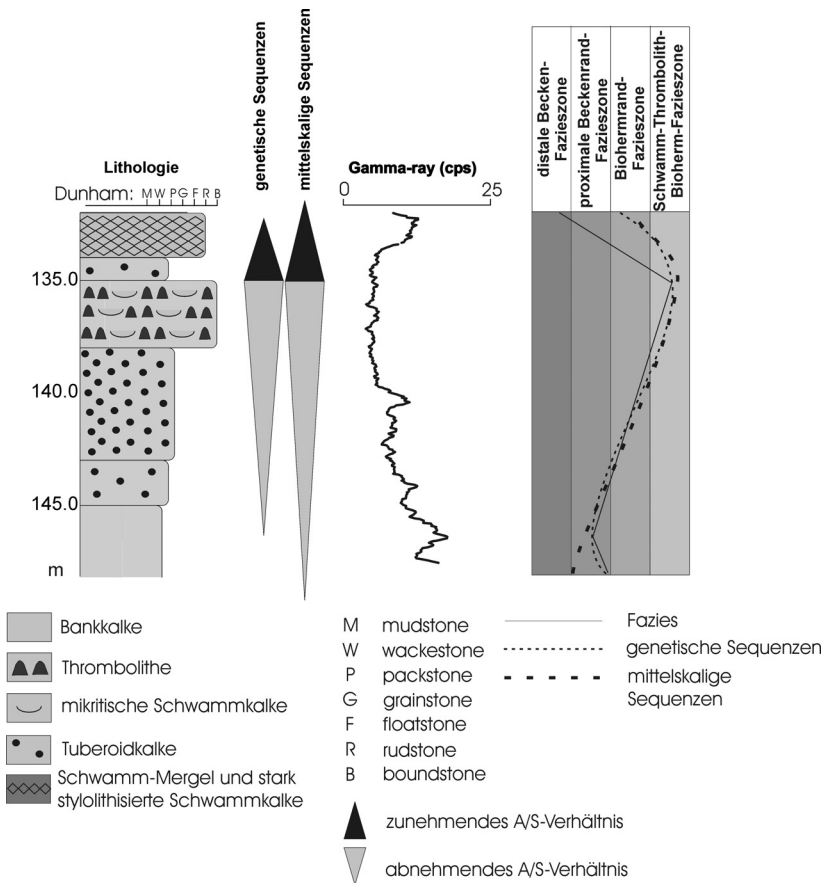 distale Becken-
Fazieszone
proximale Beckenrand-
Fazieszone
Biohermrand-
Fazieszone
Schwamm-Thrombolith-
Bioherm-Fazieszone
genetische Sequenzen
mittelskalige Sequenzen
Lithologie
Dunham: M W P G F R B
Gamma-ray (cps)
0 25
135.0
140.0
145.0
m
Bankkalke
Thrombolithe
mikritische Schwammkalke
Tuberoidkalke
Schwamm-Mergel und stark
stylolithisierte Schwammkalke
M mudstone
W wackestone
P packstone
G grainstone
F floatstone
R rudstone
B boundstone
zunehmendes A/S-Verhältnis
abnehmendes A/S-Verhältnis
Fazies
genetische Sequenzen
mittelskalige
Sequenzen